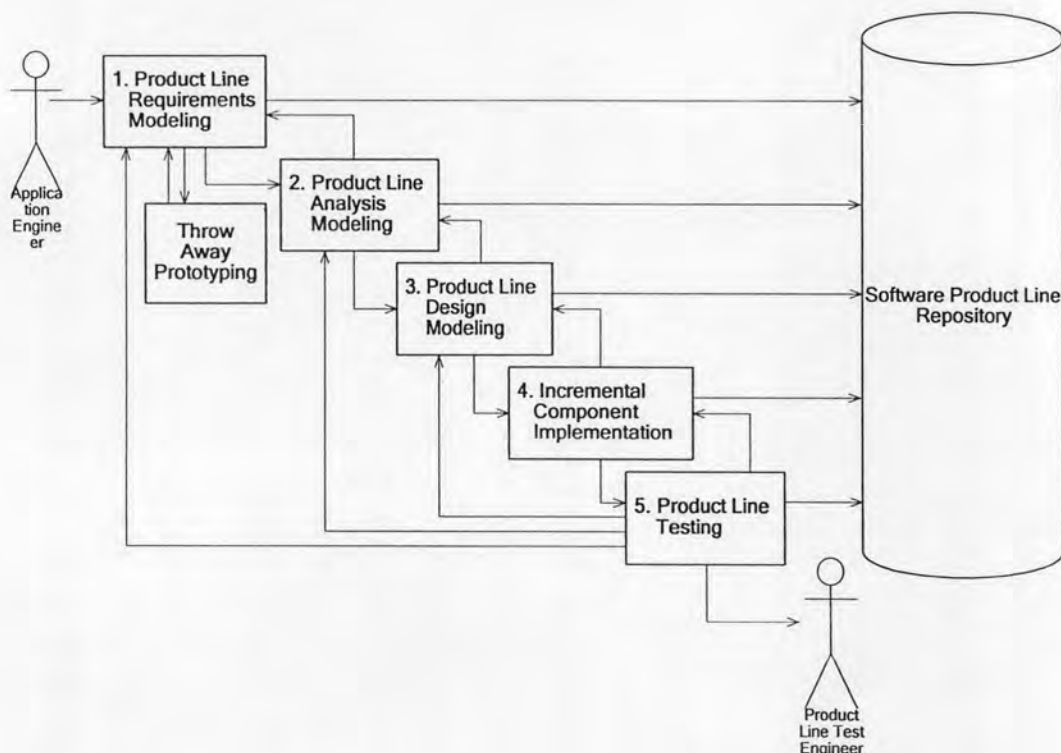 1. Product Line
Requirements
Modeling
Applica
tion
Engine
er
2. Product Line
Analysis
Modeling
Throw
Away
Prototyping
3. Product Line
Design
Modeling
Software Product Line
Repository
4. Incremental
Component
Implementation
5. Product Line
Testing
Product
Line Test
Engineer